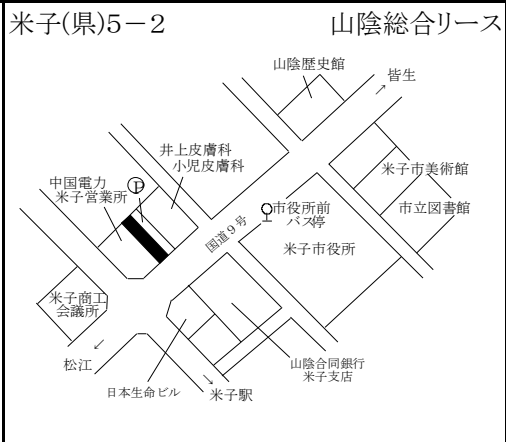 米子(県)5－2
山陰総合リース
山陰歴史館
↗
皆生
井上皮膚科
小児皮膚科
中国電力
米子営業所
P
米子市美術館
市立図書館
市役所前
バス停
国道9号
米子市役所
米子商工
会議所
↙
松江
日本生命ビル
↘
米子駅
山陰合同銀行
米子支店